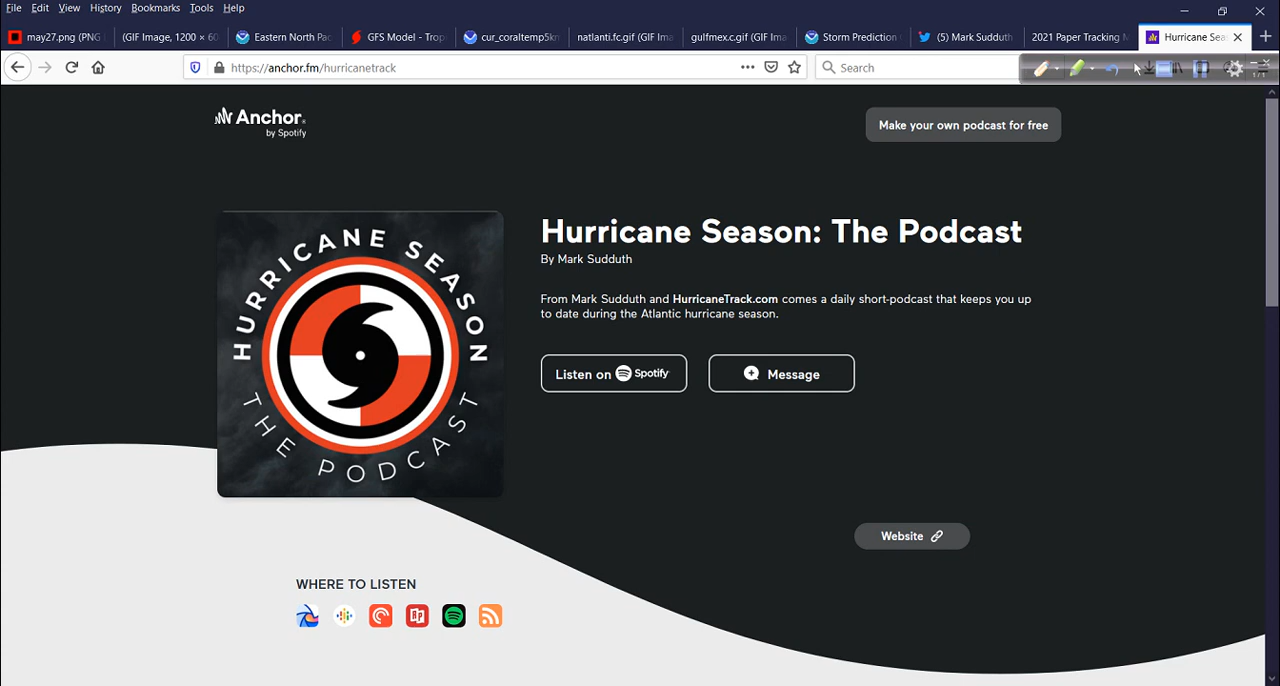 File Edit View History Bookmarks Tools Help
may27.png (PNG I
(GIF Image, 1200 × 60
Eastern North Pac
GFS Model - Trop
cur_coraltemp5k
natlanti.fc.gif (GIF Ima
gulfmex.c.gif (GIF Im
Storm Prediction
(5) Mark Sudduth
2021 Paper Tracking M
Hurricane Sea
https://anchor.fm/hurricanetrack
Search
1/1
Anchor
by Spotify
Make your own podcast for free
HURRICANE SEASON
THE PODCAST
Hurricane Season: The Podcast
By Mark Sudduth
From Mark Sudduth and HurricaneTrack.com comes a daily short-podcast that keeps you up
to date during the Atlantic hurricane season.
Listen on Spotify
Message
Website
WHERE TO LISTEN